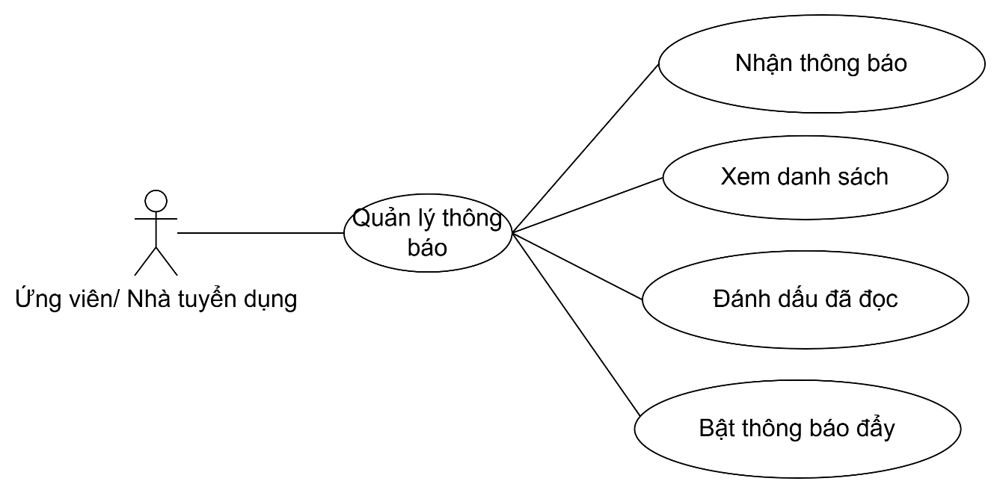 Nhận thông báo
Xem danh sách
Quản lý thông
báo
Ứng viên/ Nhà tuyển dụng
Đánh dấu đã đọc
Bật thông báo đẩy